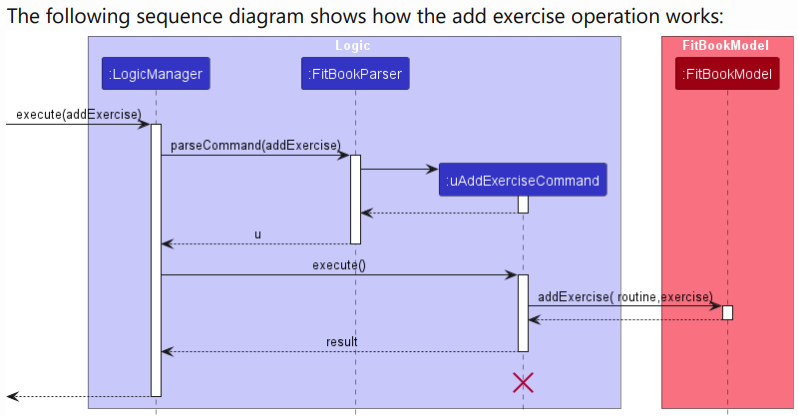 The following sequence diagram shows how the add exercise operation works:
Logic
FitBookModel
:LogicManager
:FitBookParser
:FitBookModel
execute(addExercise)
parseCommand(addExercise)
:uAddExerciseCommand
u
execute()
addExercise( routine,exercise)
result